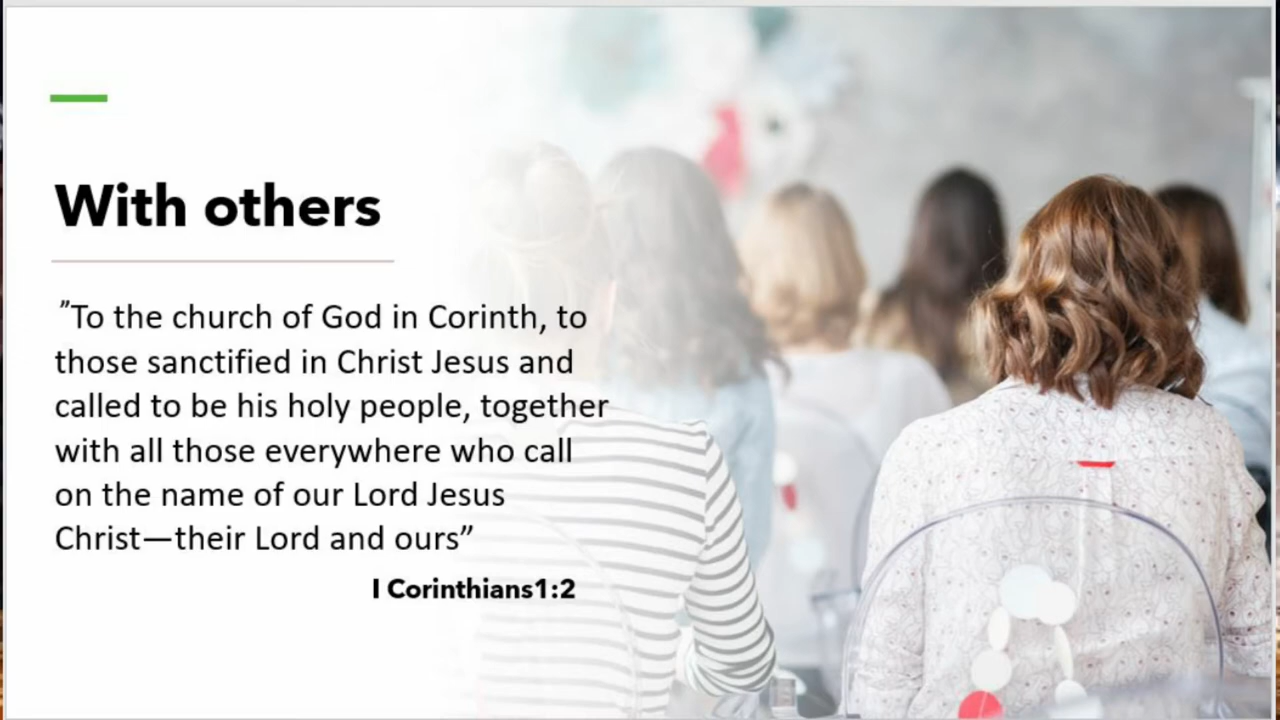 With others
”To the church of God in Corinth, to
those sanctified in Christ Jesus and
called to be his holy people, together
with all those everywhere who call
on the name of our Lord Jesus
Christ—their Lord and ours”
I Corinthians1:2